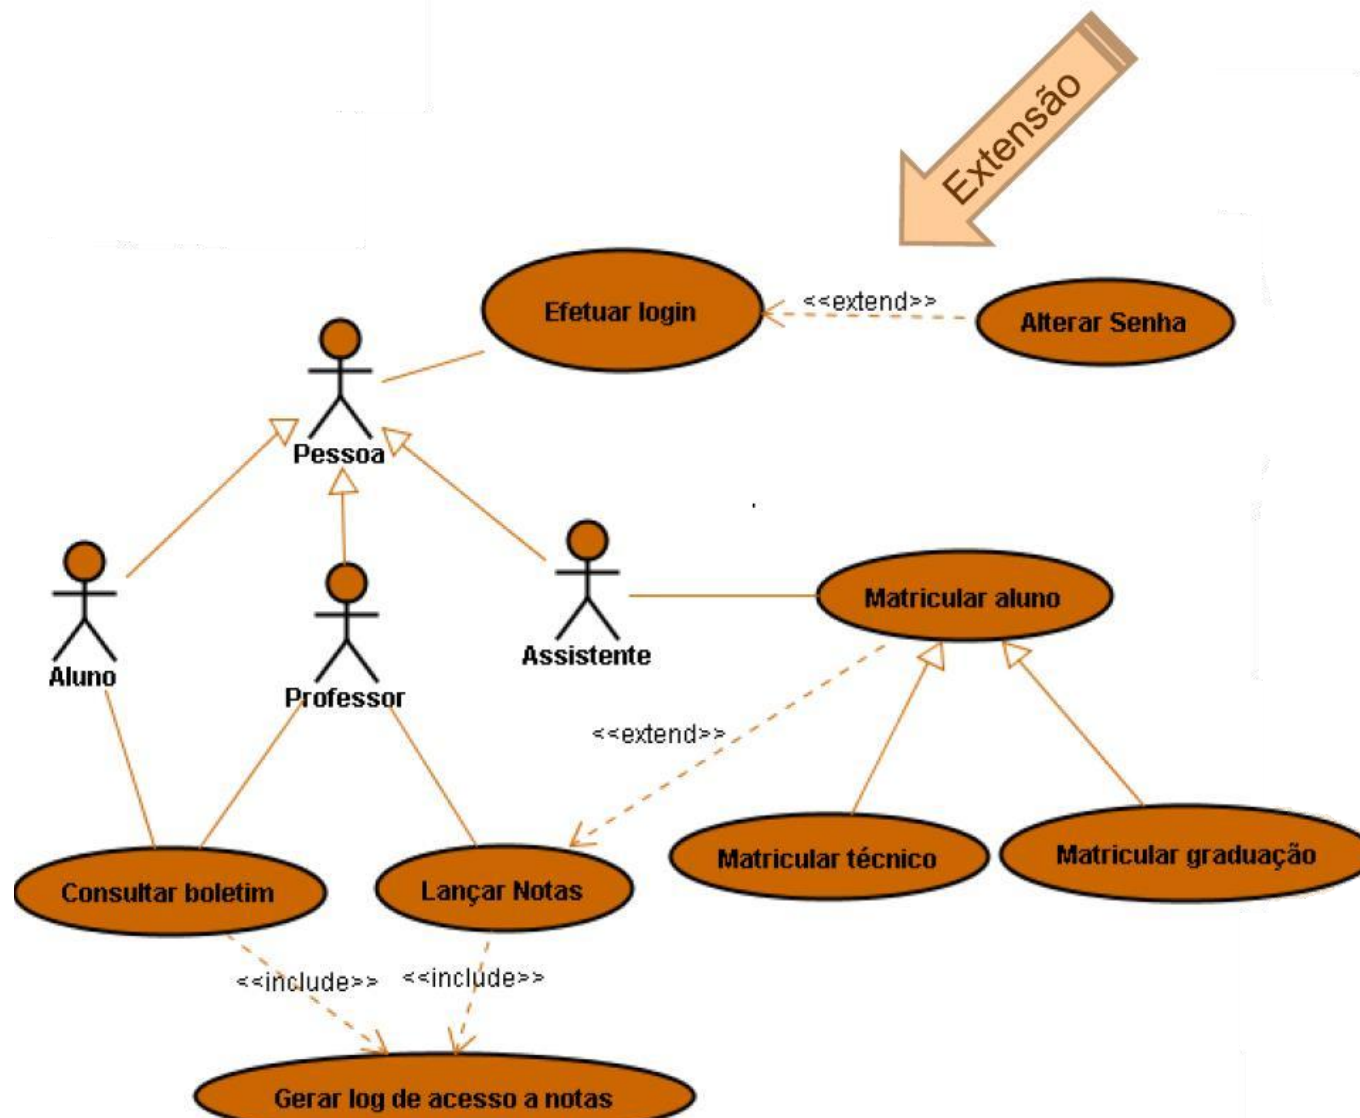 Extensão
Efetuar login
<<extend>>
Alterar Senha
Pessoa
Matricular aluno
Assistente
Aluno
Professor
<<extend>>
Matricular técnico
Matricular graduação
Consultar boletim
Lançar Notas
<<include>>
<<include>>
Gerar log de acesso a notas